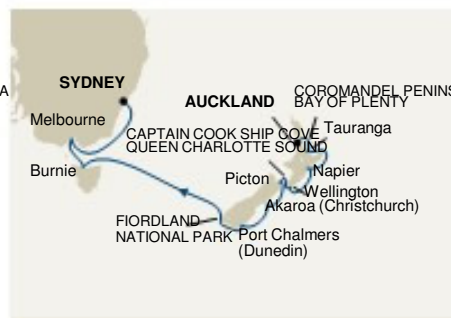 A
SYDNEY
Melbourne
Burnie
AUCKLAND
COROMANDEL PENINS
BAY OF PLENTY
Tauranga
CAPTAIN COOK SHIP COVE
QUEEN CHARLOTTE SOUND
Napier
Picton
Wellington
Akaroa (Christchurch)
FIORDLAND
NATIONAL PARK
Port Chalmers
(Dunedin)